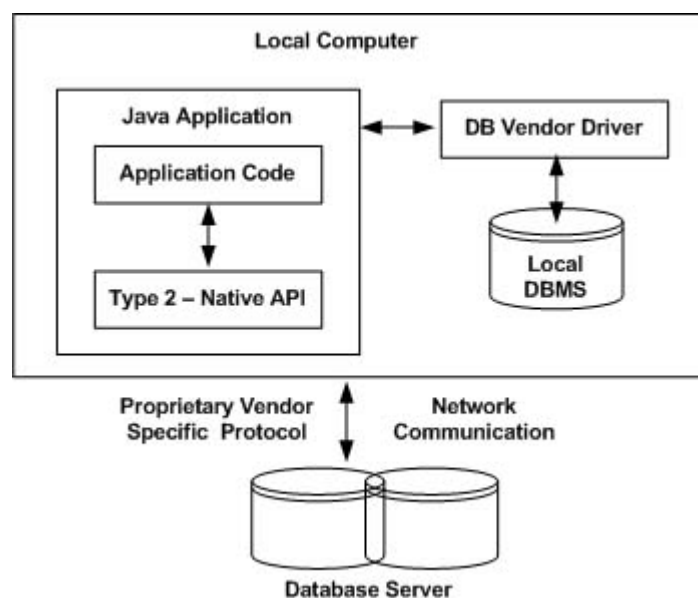 Local Computer
Java Application
Application Code
Type 2 – Native API
DB Vendor Driver
Local
DBMS
Proprietary Vendor
Specific Protocol
Network
Communication
Database Server